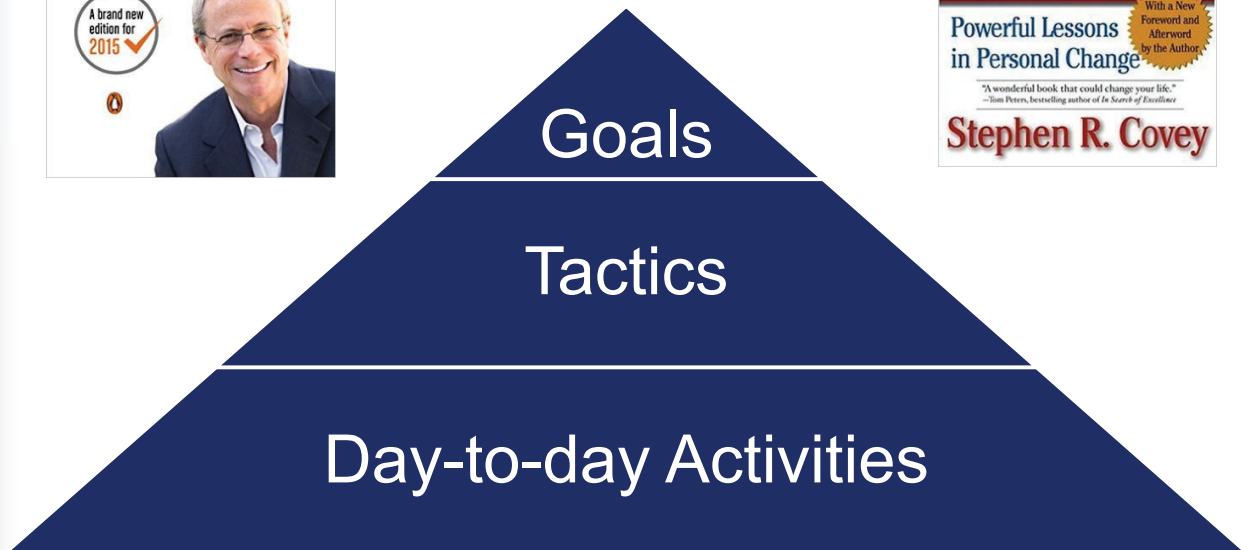 A brand new
edition for
2015
With a New
Foreword and
Afterword
by the Author
Powerful Lessons
in Personal Change
"A wonderful book that could change your life."
—Tom Peters, bestselling author of In Search of Excellence
Stephen R. Covey
Goals
Tactics
Day-to-day Activities